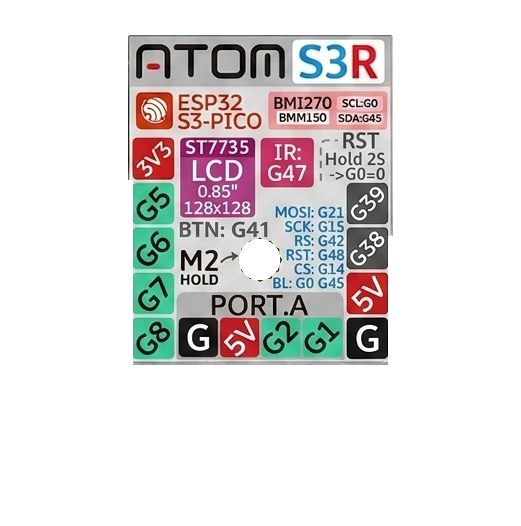 ATOM S3R
ESP32
S3-PICO
BMI270 SCL:G0
BMM150 SDA:G45
3V3
ST7735
LCD
0.85"
128x128
IR:
G47
RST
Hold 2S
->G0=0
G5
G39
BTN: G41
MOSI: G21
SCK: G15
RS: G42
RST: G48
CS: G14
BL: G0 G45
G6
M2
HOLD
G38
G7
5V
PORT.A
G8
G
5V
G2
G1
G